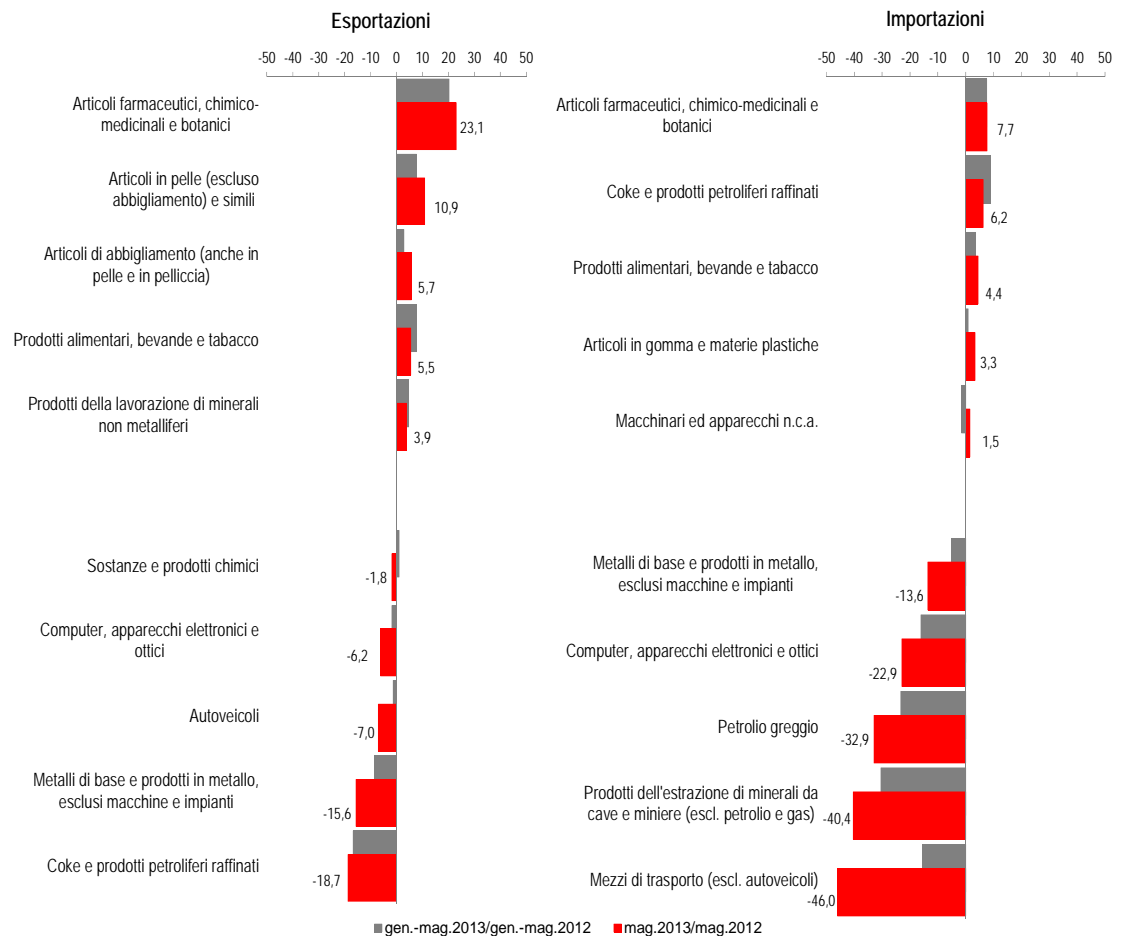 Esportazioni
-50 -40 -30 -20 -10 0 10 20 30 40 50
Articoli farmaceutici, chimico-
medicinali e botanici
23,1
Articoli in pelle (escluso
abbigliamento) e simili
10,9
Articoli di abbigliamento (anche in
pelle e in pelliccia)
5,7
Prodotti alimentari, bevande e tabacco
5,5
Prodotti della lavorazione di minerali
non metalliferi
3,9
Sostanze e prodotti chimici
-1,8
Computer, apparecchi elettronici e
ottici
-6,2
Autoveicoli
-7,0
Metalli di base e prodotti in metallo,
esclusi macchine e impianti
-15,6
Coke e prodotti petroliferi raffinati
-18,7
Importazioni
-50 -40 -30 -20 -10 0 10 20 30 40 50
Articoli farmaceutici, chimico-medicinali e
botanici
7,7
Coke e prodotti petroliferi raffinati
6,2
Prodotti alimentari, bevande e tabacco
4,4
Articoli in gomma e materie plastiche
3,3
Macchinari ed apparecchi n.c.a.
1,5
Metalli di base e prodotti in metallo,
esclusi macchine e impianti
-13,6
Computer, apparecchi elettronici e ottici
-22,9
Petrolio greggio
-32,9
Prodotti dell'estrazione di minerali da
cave e miniere (escl. petrolio e gas)
-40,4
Mezzi di trasporto (escl. autoveicoli)
-46,0
gen.-mag.2013/gen.-mag.2012 mag.2013/mag.2012